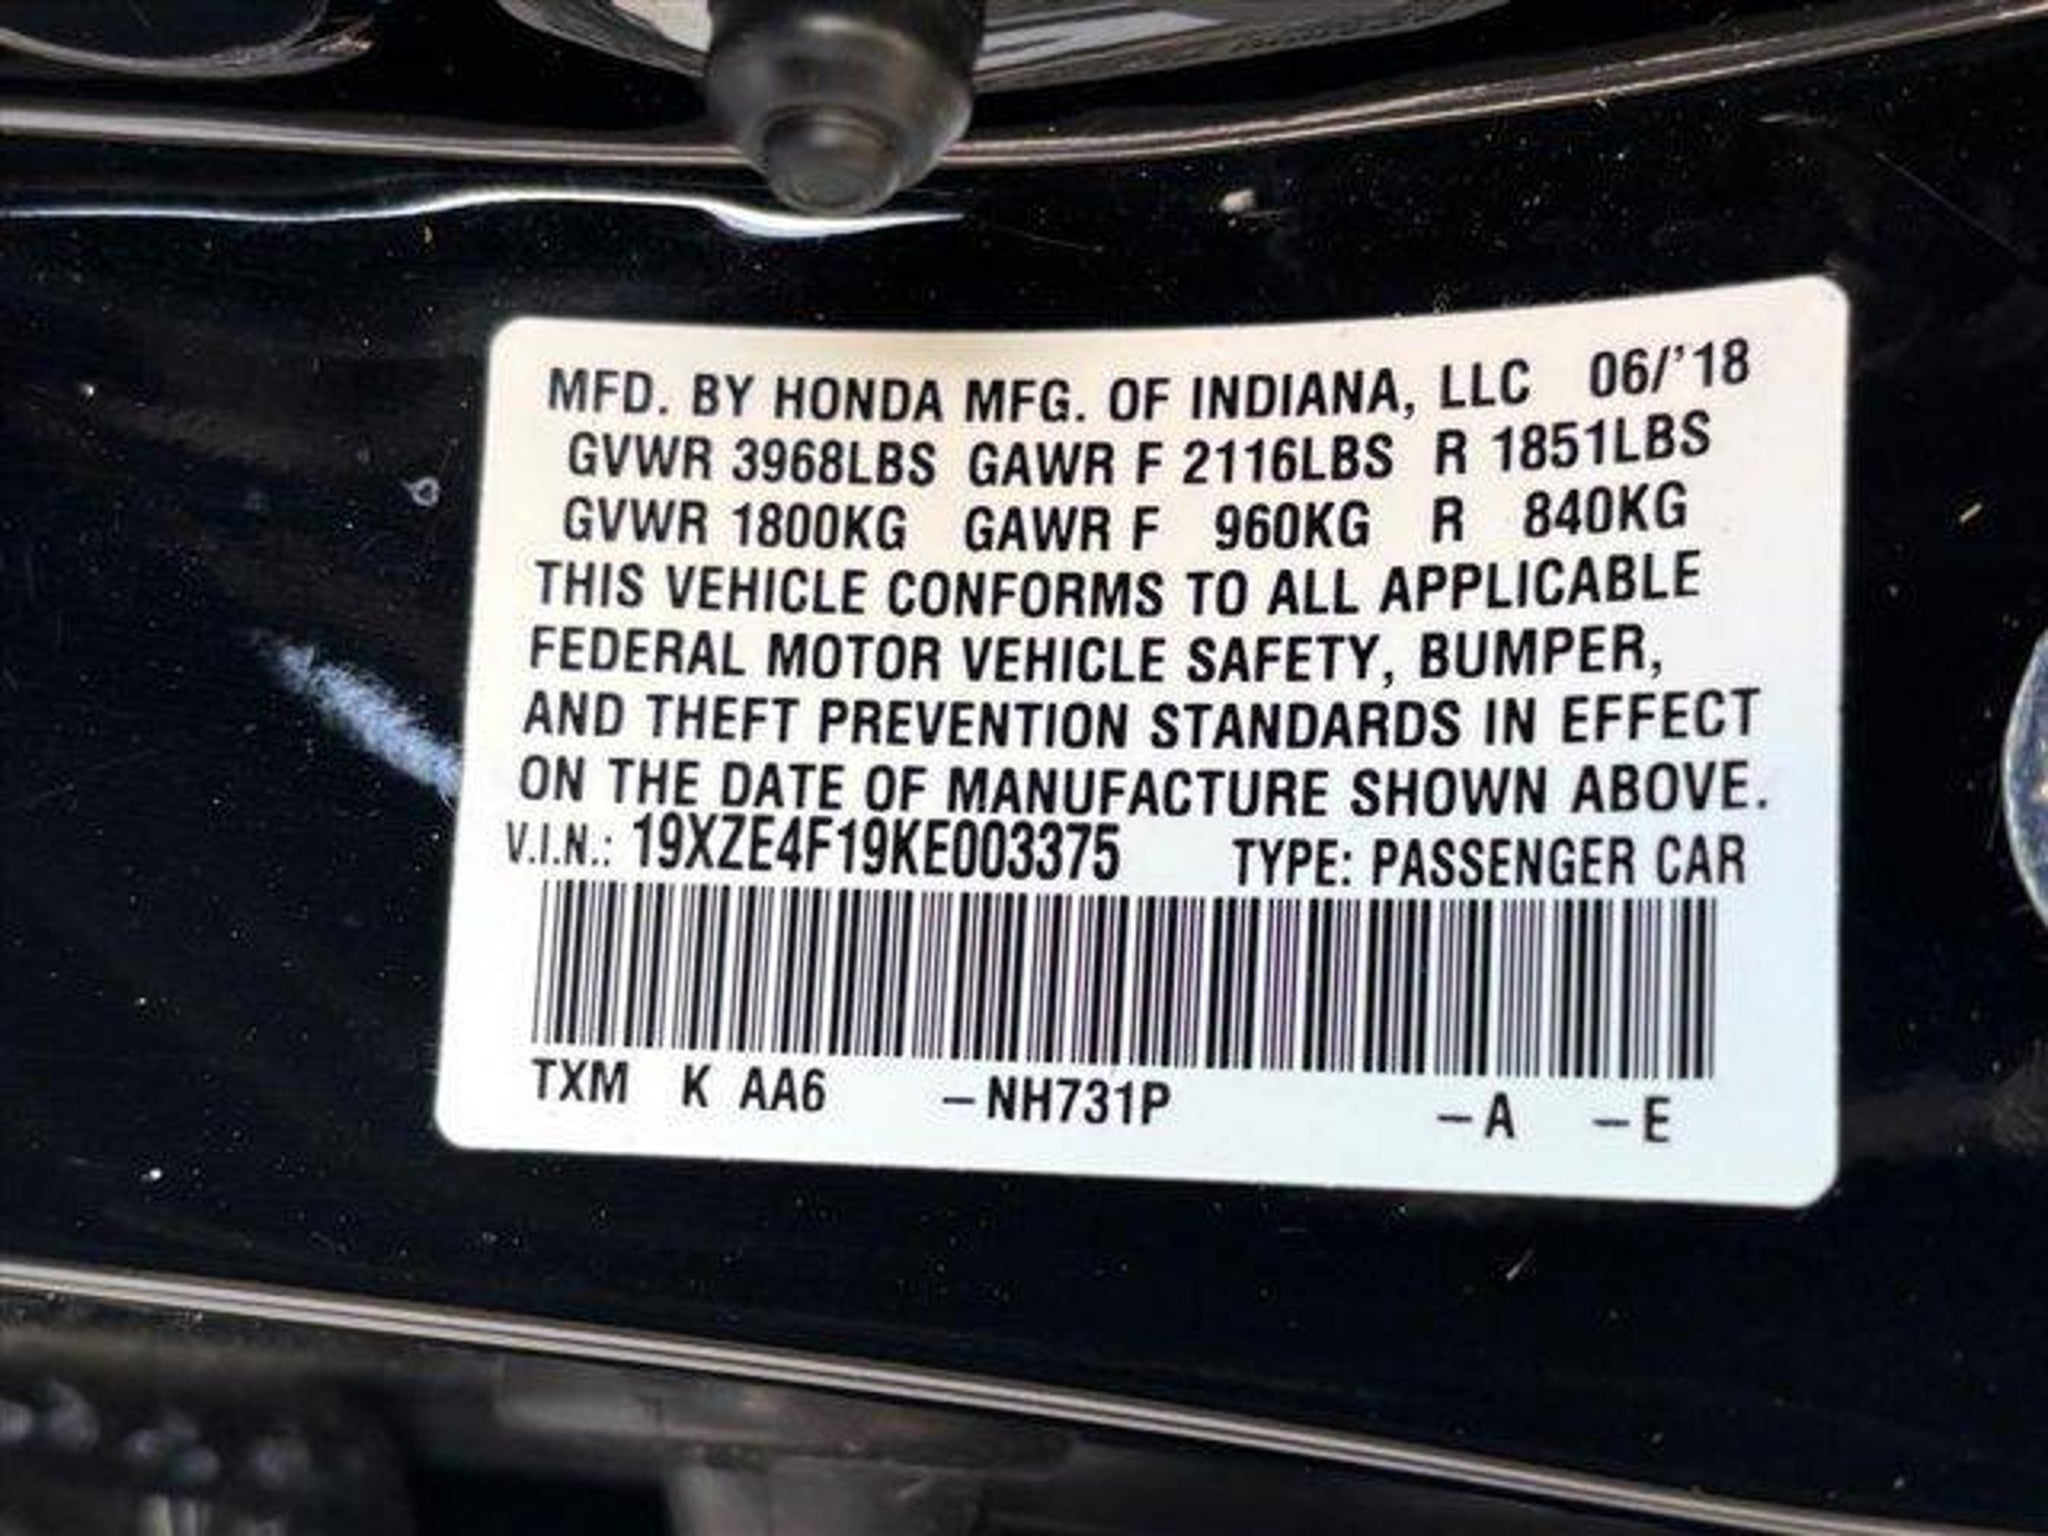 MFD. BY HONDA MFG. OF INDIANA, LLC 06/'18
GVWR 3968LBS GAWR F 2116LBS R 1851LBS
GVWR 1800KG GAWR F 960KG R 840KG
THIS VEHICLE CONFORMS TO ALL APPLICABLE
FEDERAL MOTOR VEHICLE SAFETY, BUMPER,
AND THEFT PREVENTION STANDARDS IN EFFECT
ON THE DATE OF MANUFACTURE SHOWN ABOVE.
V.I.N.: 19XZE4F19KE003375 TYPE: PASSENGER CAR
TXM K AA6 –NH731P –A –E